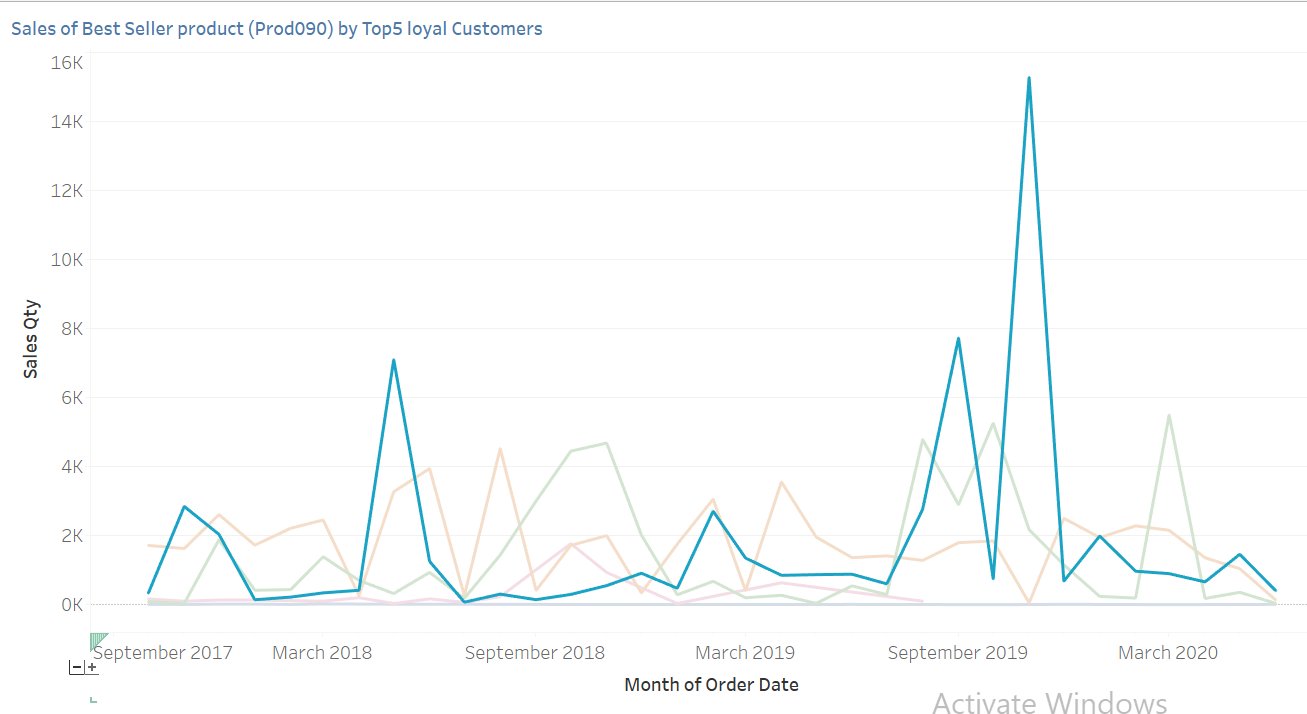 Sales of Best Seller product (Prod090) by Top5 loyal Customers
16K
14K
12K
10K
8K
6K
4K
2K
0K
Sales Qty
September 2017 March 2018 September 2018 March 2019 September 2019 March 2020
Month of Order Date
Activate Windows